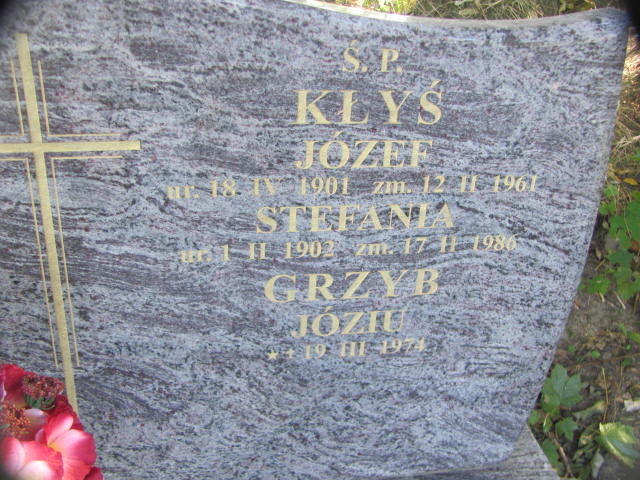 Ś. P.
KŁYŚ
JÓZEF
ur. 18. IV 1901 zm. 12 II 1961
STEFANIA
ur. 1 II 1902 zm. 17 II 1986
GRZYB
JÓZIU
★ + 19 III 1974